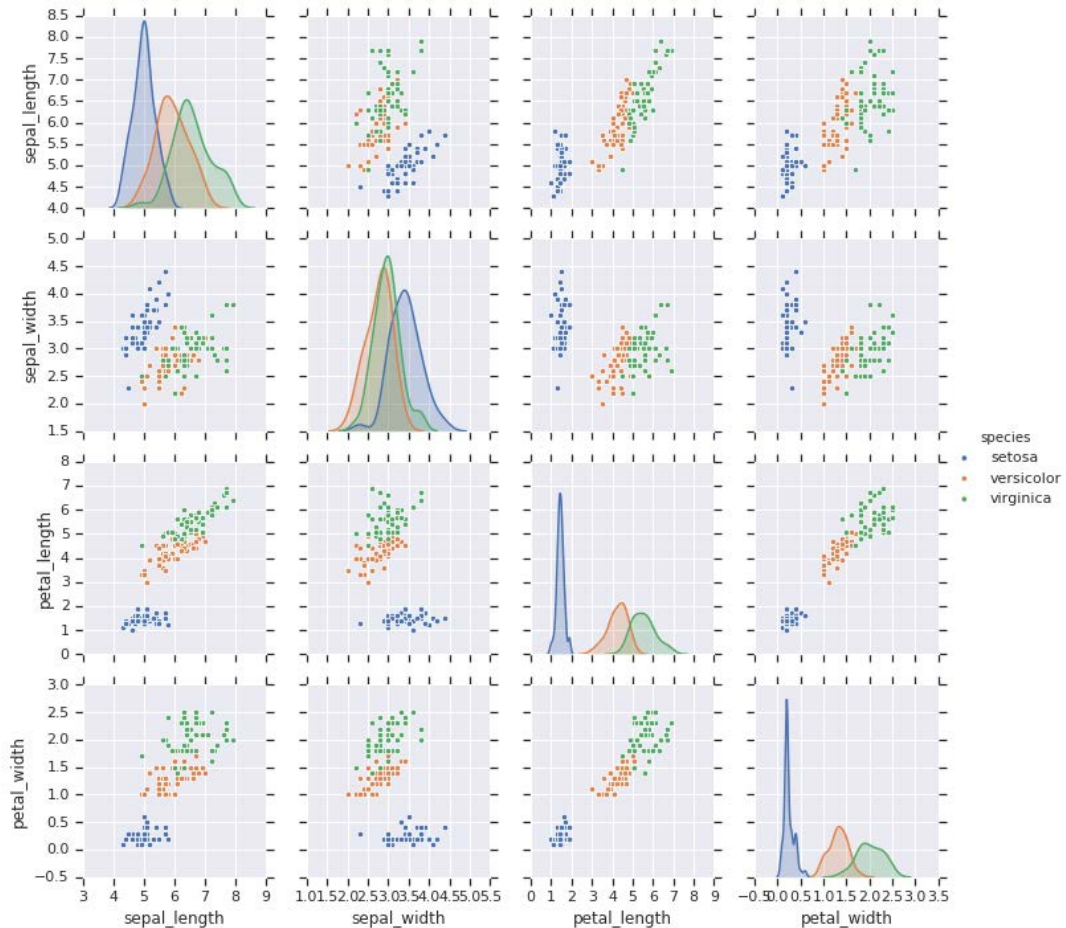 8.5
8.0
7.5
7.0
6.5
6.0
5.5
5.0
4.5
4.0
sepal_length
5.0
4.5
4.0
3.5
3.0
2.5
2.0
1.5
sepal_width
species
setosa
versicolor
virginica
8
7
6
5
4
3
2
1
0
petal_length
3.0
2.5
2.0
1.5
1.0
0.5
0.0
−0.5
petal_width
3 4 5 6 7 8 9
sepal_length
1.0 1.5 2.0 2.5 3.0 3.5 4.0 4.5 5.0 5.5
sepal_width
0 1 2 3 4 5 6 7 8 9
petal_length
−0.5 0.0 0.5 1.0 1.5 2.0 2.5 3.0 3.5
petal_width